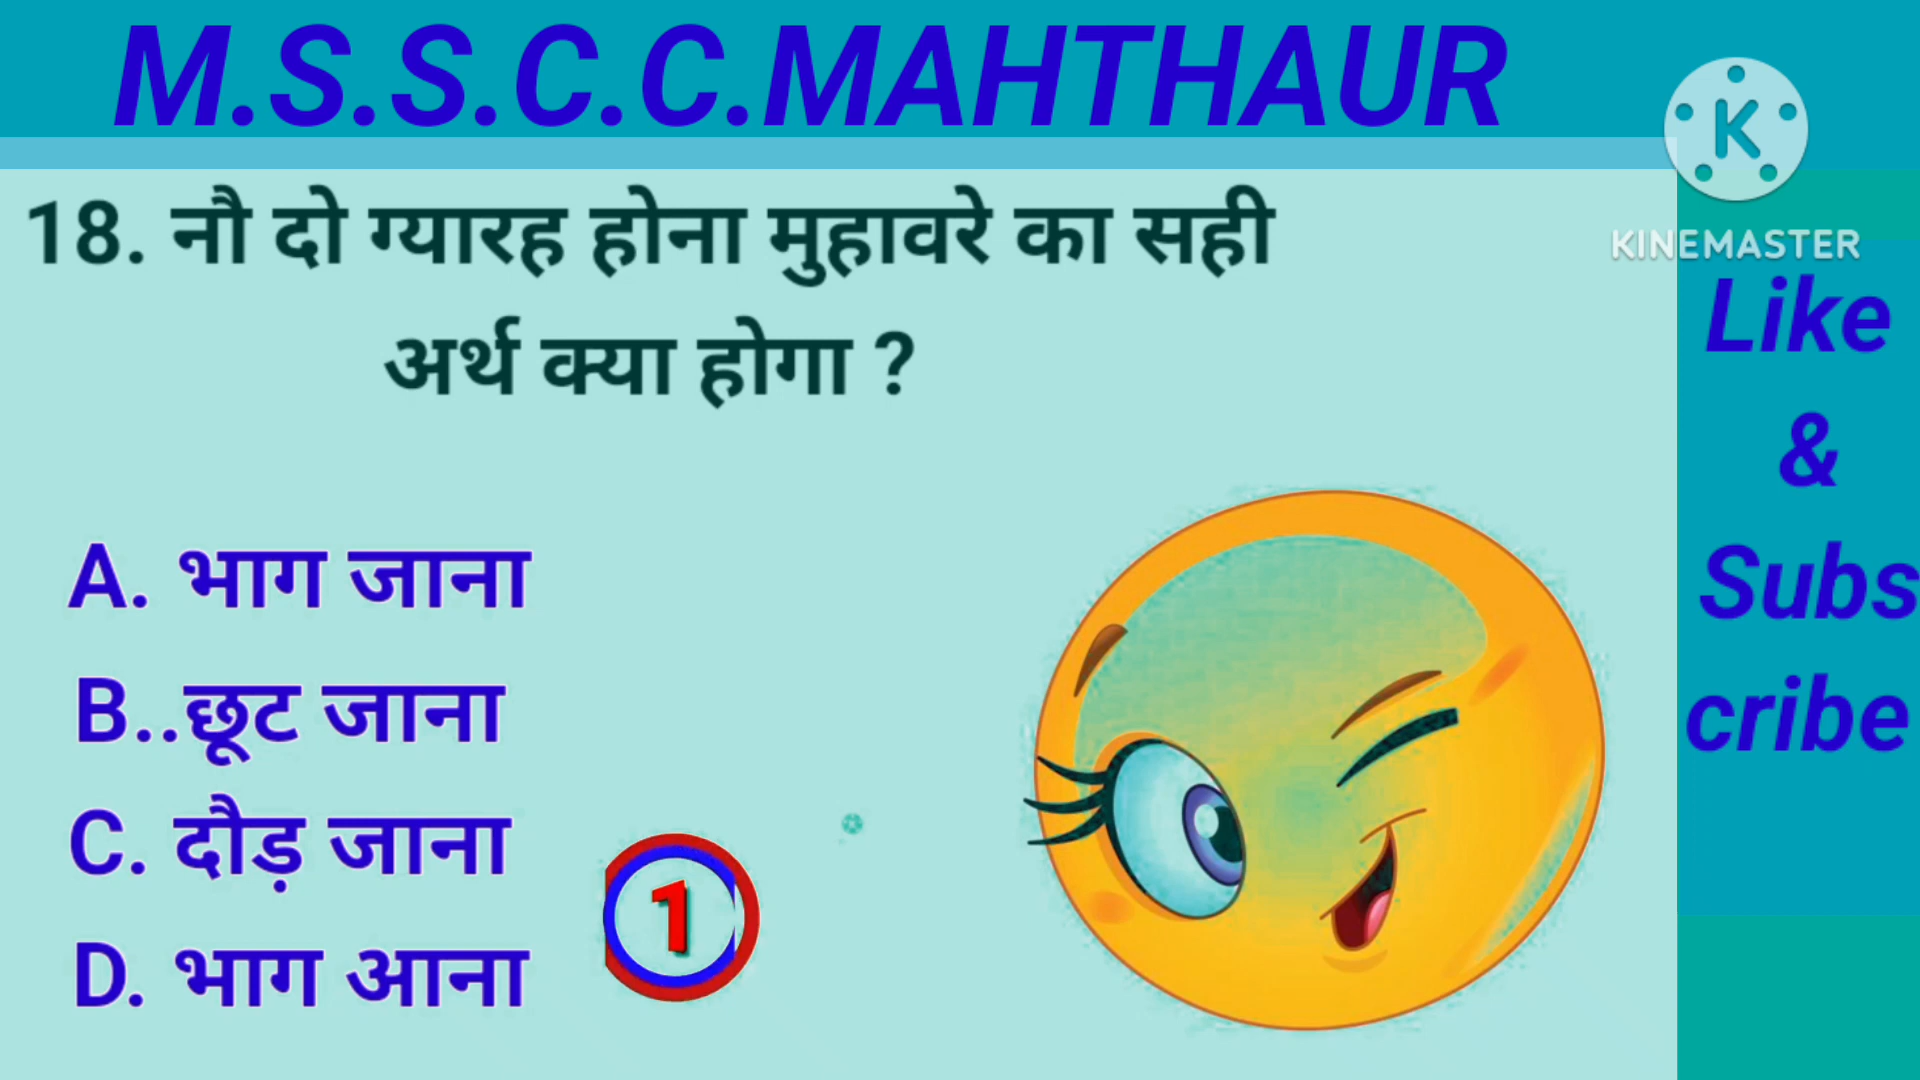 M.S.S.C.C.MAHTHAUR
K
KINEMASTER
18. नौ दो ग्यारह होना मुहावरे का सही
अर्थ क्या होगा ?
A. भाग जाना
B..छूट जाना
C. दौड़ जाना
D. भाग आना
1
Like
&
Subs
cribe